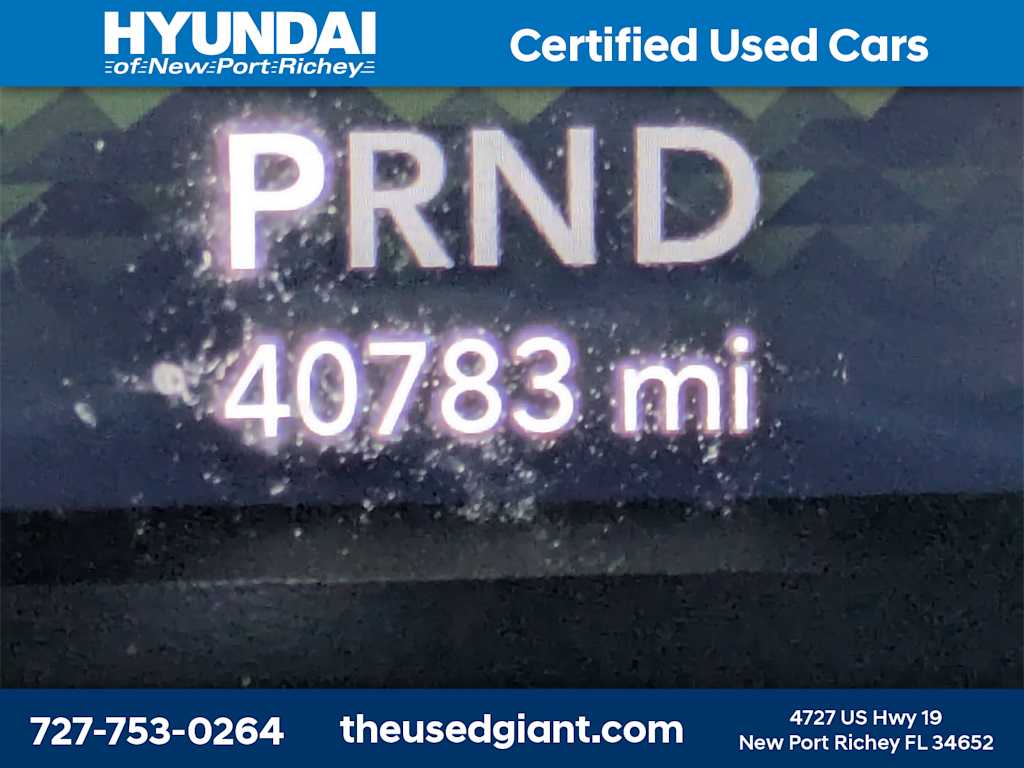 HYUNDAI
of New Port Richey
Certified Used Cars
PRND
40783 mi
727-753-0264
theusedgiant.com
4727 US Hwy 19
New Port Richey FL 34652